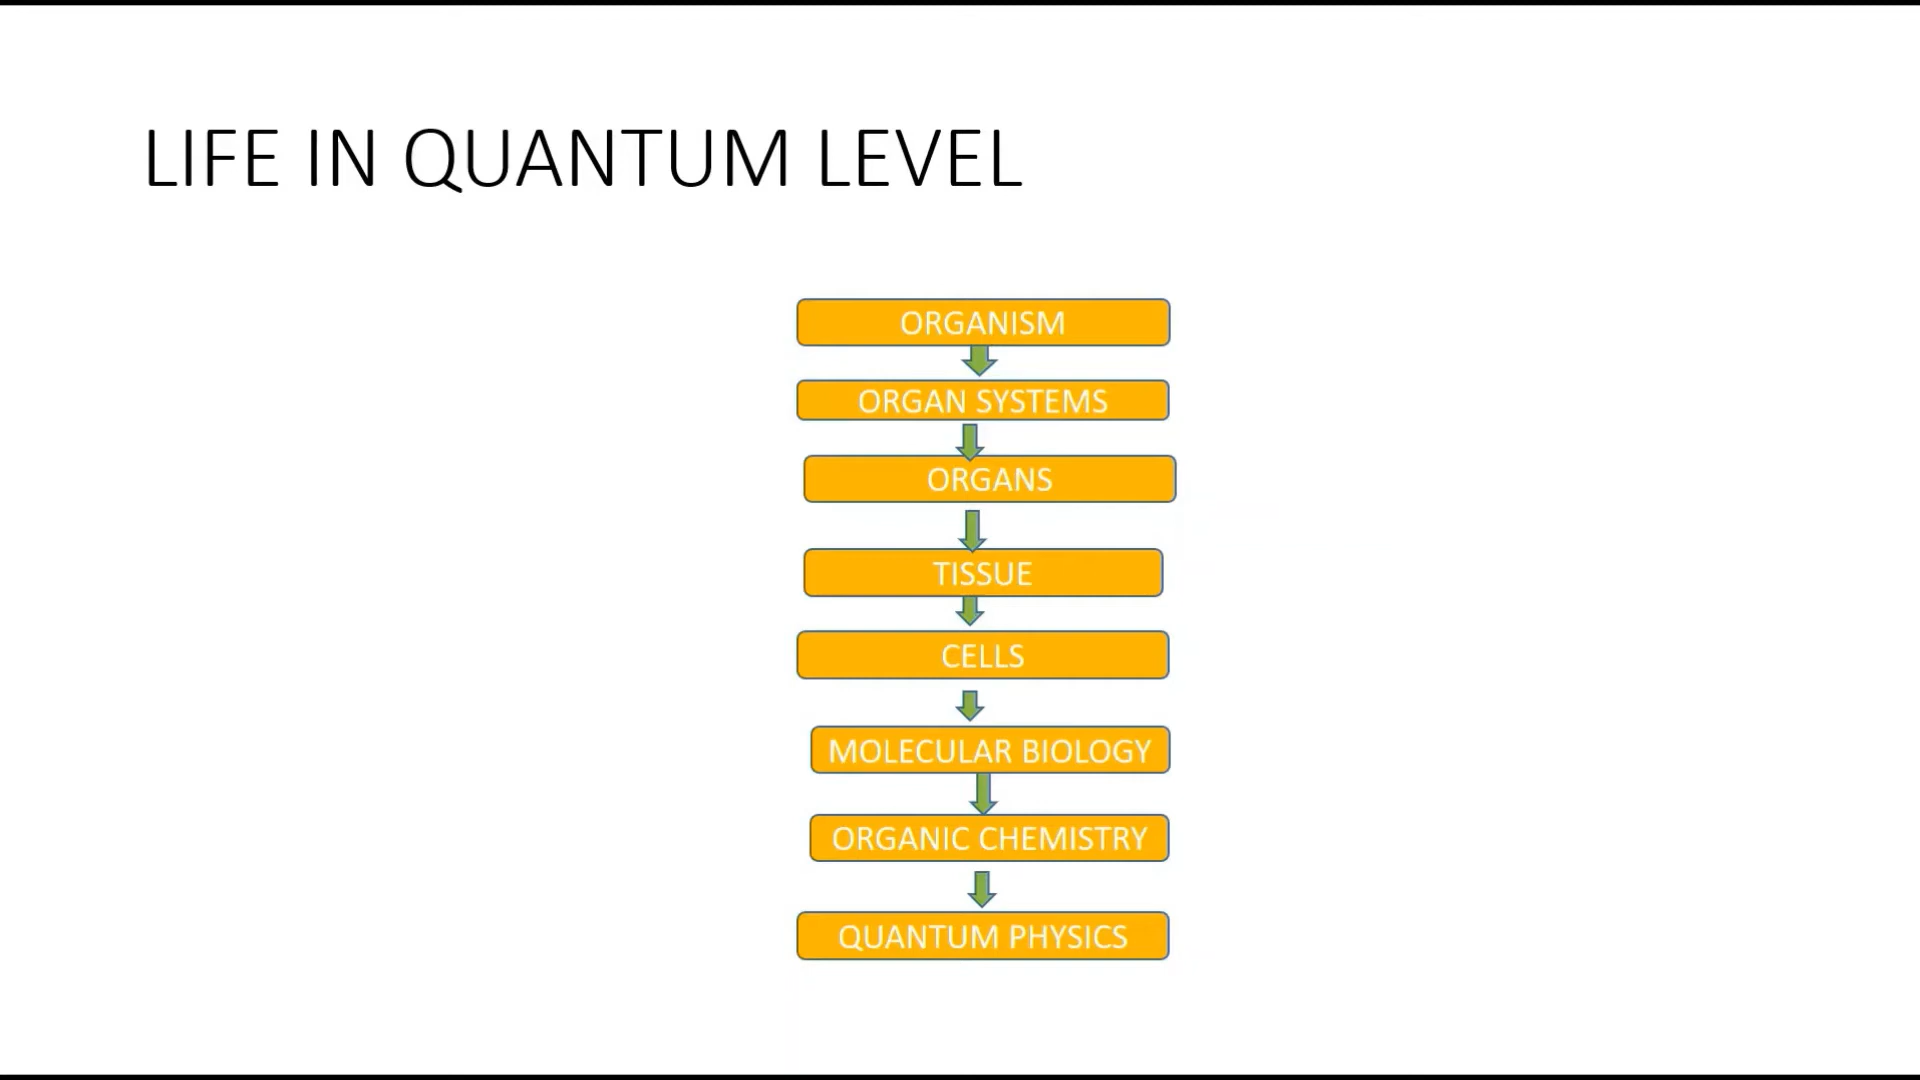 LIFE IN QUANTUM LEVEL
ORGANISM
ORGAN SYSTEMS
ORGANS
TISSUE
CELLS
MOLECULAR BIOLOGY
ORGANIC CHEMISTRY
QUANTUM PHYSICS